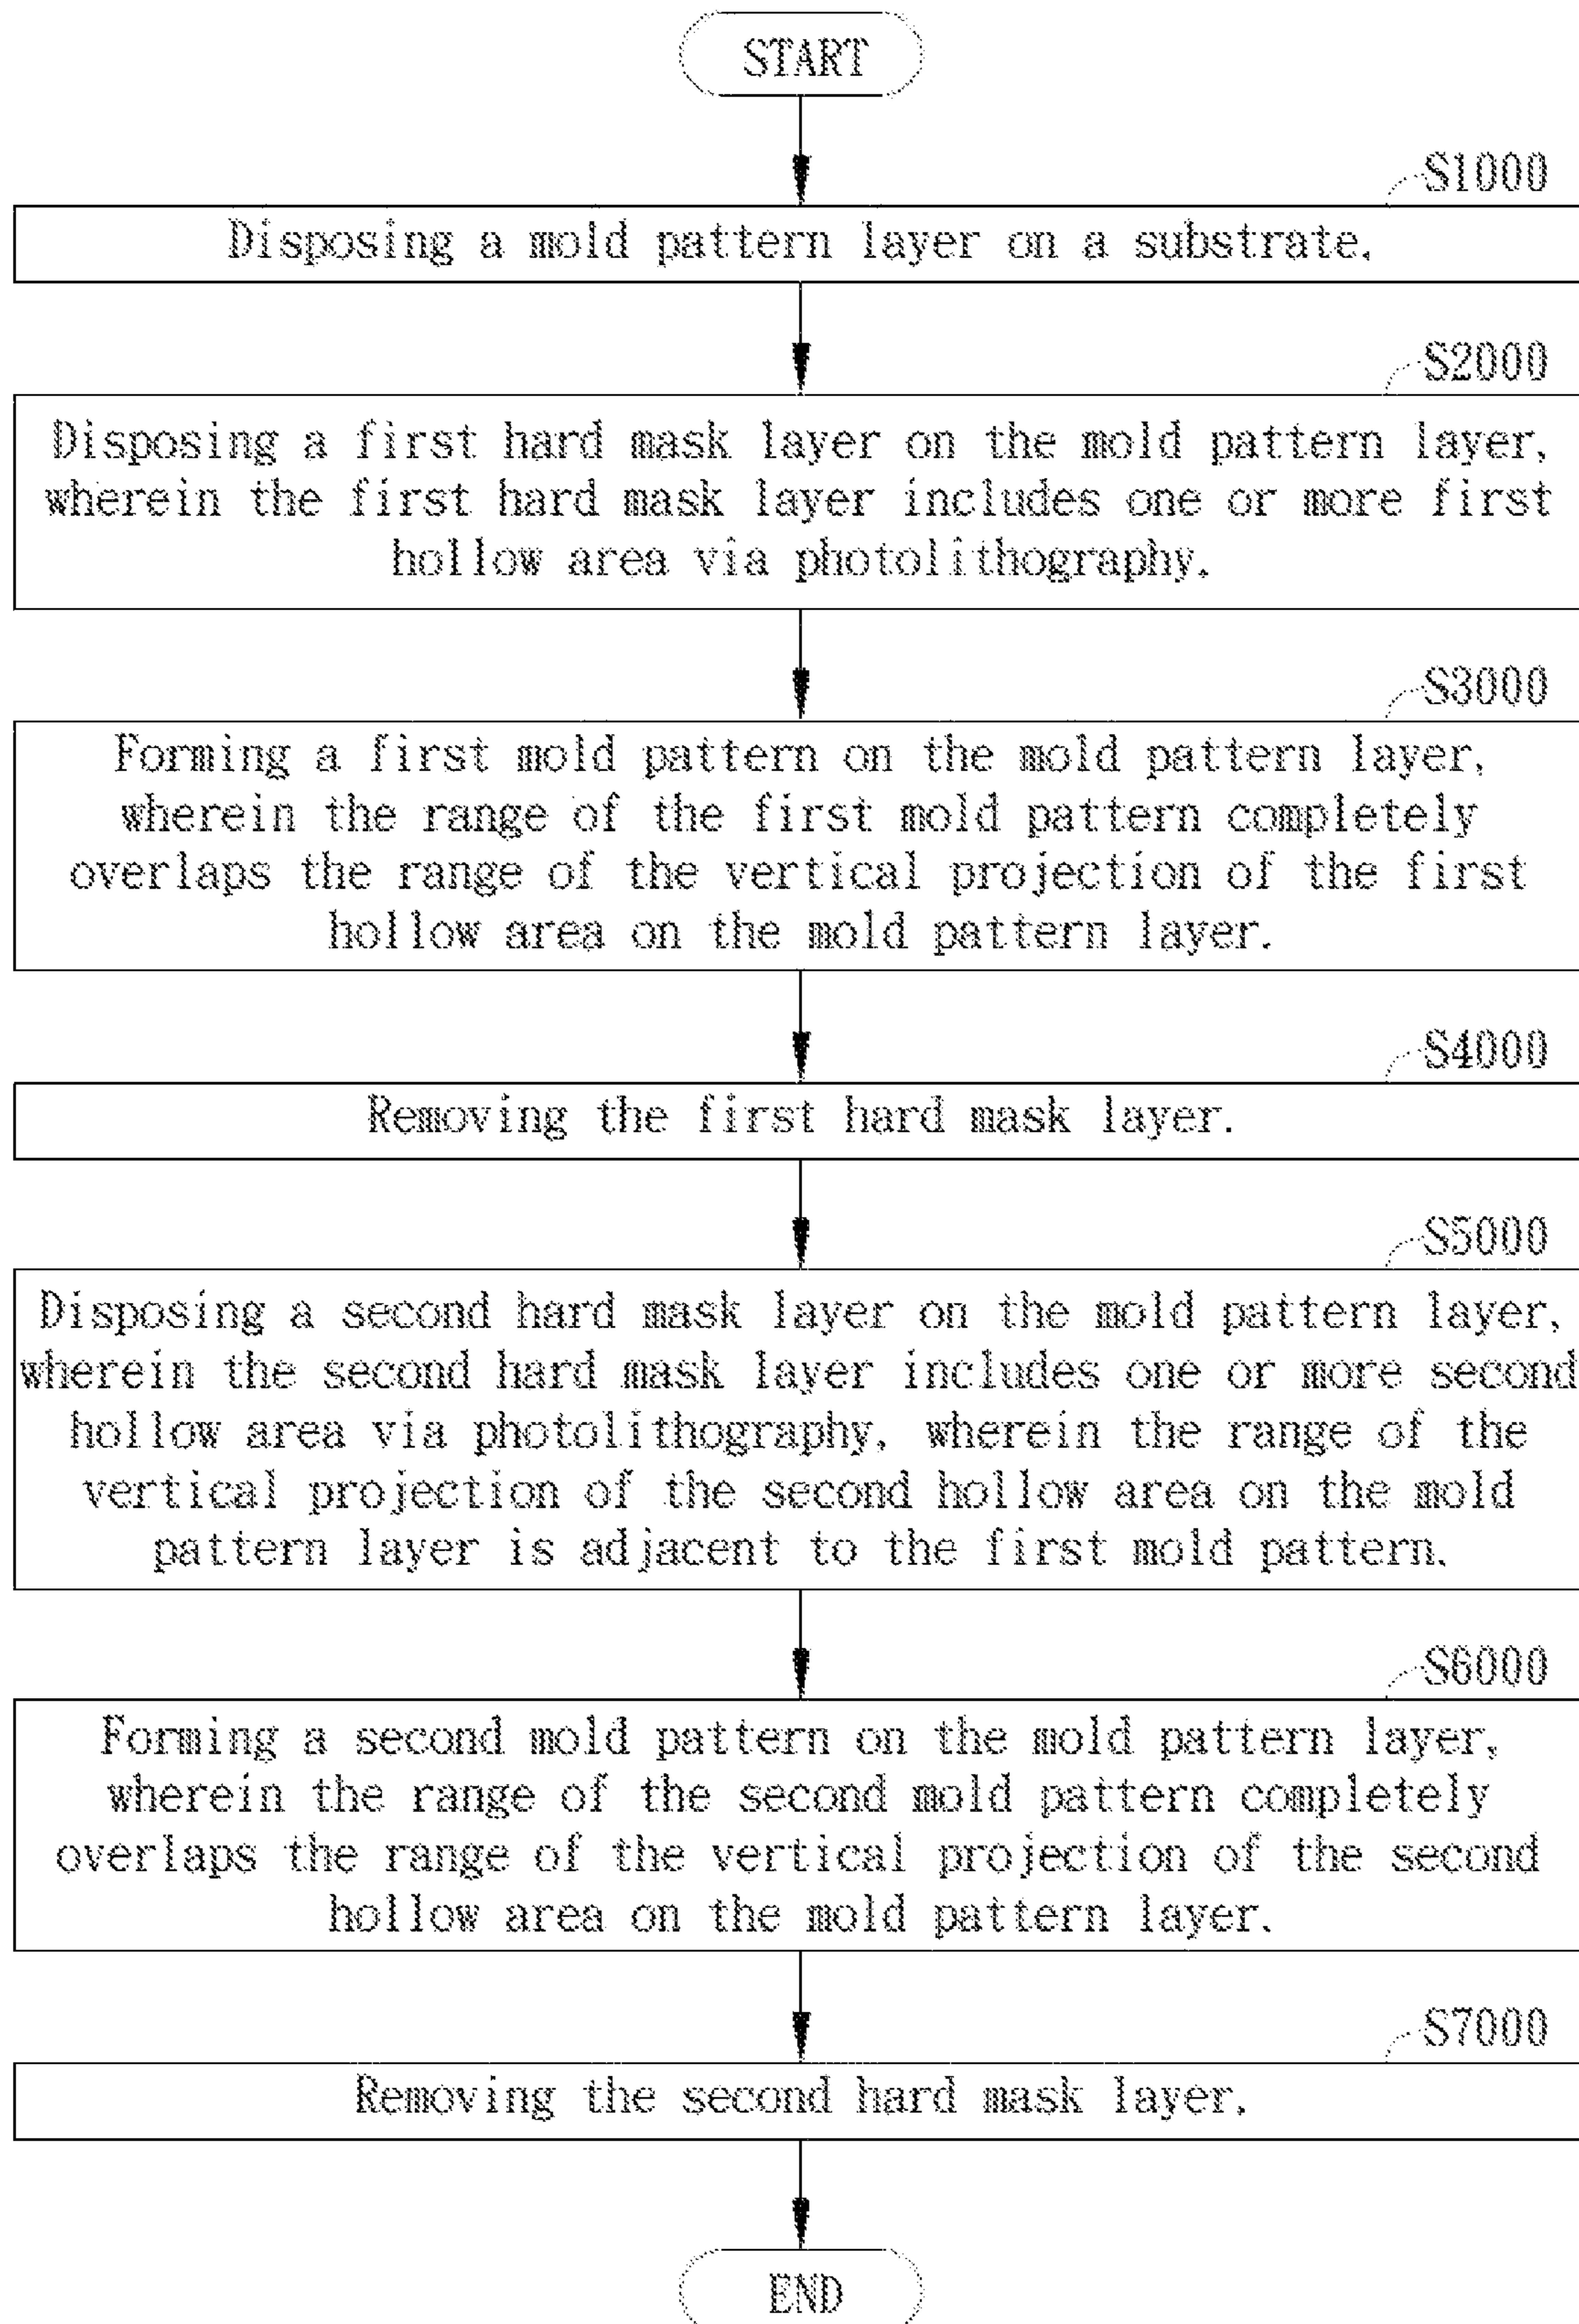 START
S1000
Disposing a mold pattern layer on a substrate.
S2000
Disposing a first hard mask layer on the mold pattern layer,
wherein the first hard mask layer includes one or more first
hollow area via photolithography.
S3000
Forming a first mold pattern on the mold pattern layer,
wherein the range of the first mold pattern completely
overlaps the range of the vertical projection of the first
hollow area on the mold pattern layer.
S4000
Removing the first hard mask layer.
S5000
Disposing a second hard mask layer on the mold pattern layer,
wherein the second hard mask layer includes one or more second
hollow area via photolithography, wherein the range of the
vertical projection of the second hollow area on the mold
pattern layer is adjacent to the first mold pattern.
S6000
Forming a second mold pattern on the mold pattern layer,
wherein the range of the second mold pattern completely
overlaps the range of the vertical projection of the second
hollow area on the mold pattern layer.
S7000
Removing the second hard mask layer.
END